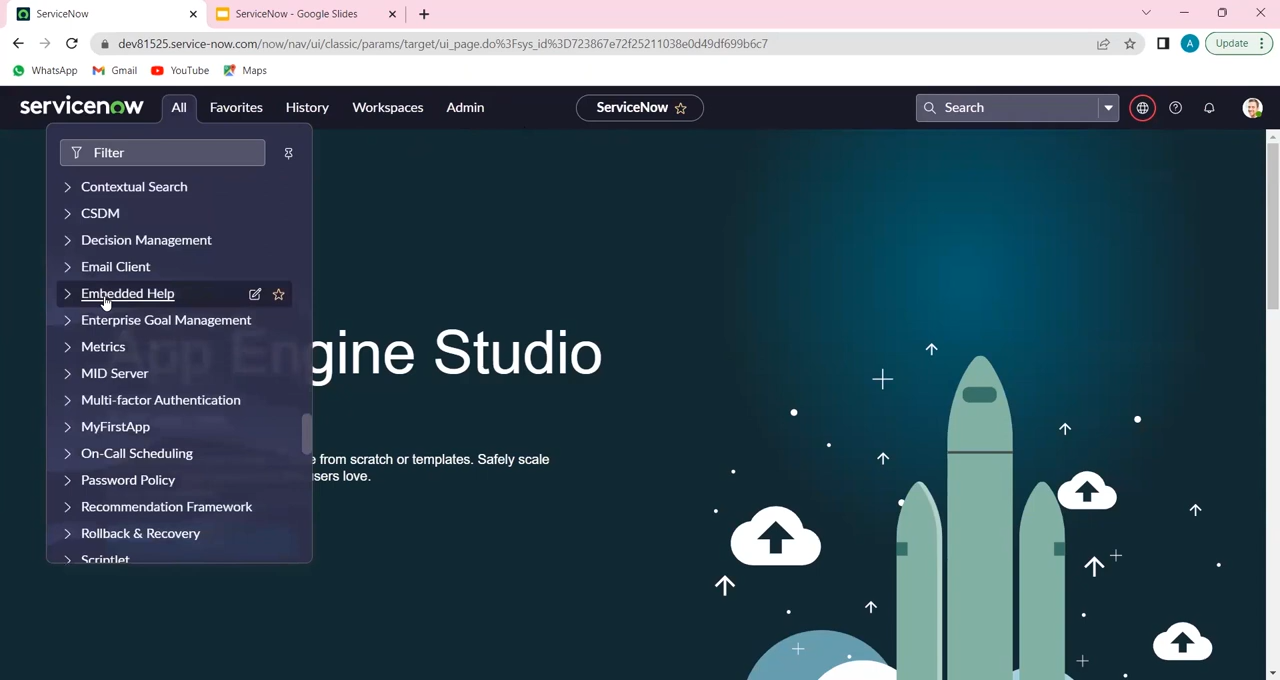 ServiceNow
ServiceNow - Google Slides
dev81525.service-now.com/now/nav/ui/classic/params/target/ui_page.do%3Fsys_id%3D723867e72f25211038e0d49df699b6c7
A
Update
WhatsApp
Gmail
YouTube
Maps
servicenow
All
Favorites
History
Workspaces
Admin
ServiceNow
Search
Filter
Contextual Search
CSDM
Decision Management
Email Client
Embedded Help
Enterprise Goal Management
Metrics
MID Server
Multi-factor Authentication
MyFirstApp
On-Call Scheduling
Password Policy
Recommendation Framework
Rollback & Recovery
Scriptlet
App Engine Studio
from scratch or templates. Safely scale
users love.